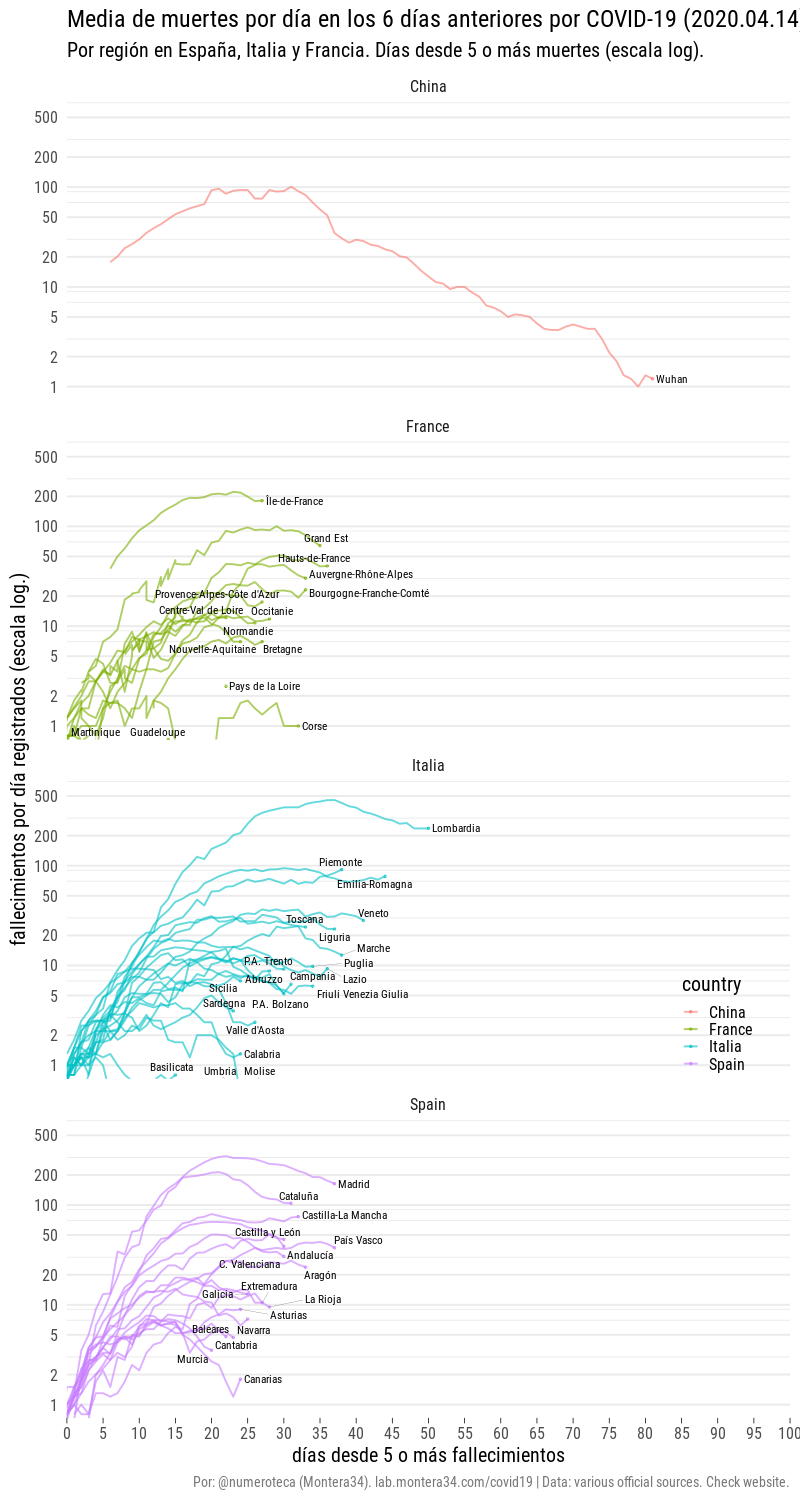 Media de muertes por día en los 6 días anteriores por COVID-19 (2020.04.14)
Por región en España, Italia y Francia. Días desde 5 o más muertes (escala log).
fallecimientos por día registrados (escala log.)
China
500
200
100
50
20
10
5
2
1
Wuhan
France
500
200
100
50
20
10
5
2
1
Île-de-France
Grand Est
Hauts-de-France
Auvergne-Rhône-Alpes
Provence-Alpes-Côte d'Azur
Bourgogne-Franche-Comté
Centre-Val de Loire
Occitanie
Normandie
Nouvelle-Aquitaine
Bretagne
Pays de la Loire
Corse
Martinique
Guadeloupe
Italia
500
200
100
50
20
10
5
2
1
Lombardia
Piemonte
Emilia-Romagna
Veneto
Toscana
Liguria
Marche
P.A. Trento
Puglia
Abruzzo
Campania
Lazio
Sicilia
Friuli Venezia Giulia
Sardegna
P.A. Bolzano
Valle d'Aosta
Calabria
Basilicata
Umbria
Molise
country
China
France
Italia
Spain
Spain
500
200
100
50
20
10
5
2
1
Madrid
Cataluña
Castilla-La Mancha
Castilla y León
País Vasco
Andalucía
C. Valenciana
Aragón
Extremadura
Galicia
La Rioja
Asturias
Baleares
Navarra
Cantabria
Murcia
Canarias
0 5 10 15 20 25 30 35 40 45 50 55 60 65 70 75 80 85 90 95 100
días desde 5 o más fallecimientos
Por: @numeroteca (Montera34). lab.montera34.com/covid19 | Data: various official sources. Check website.